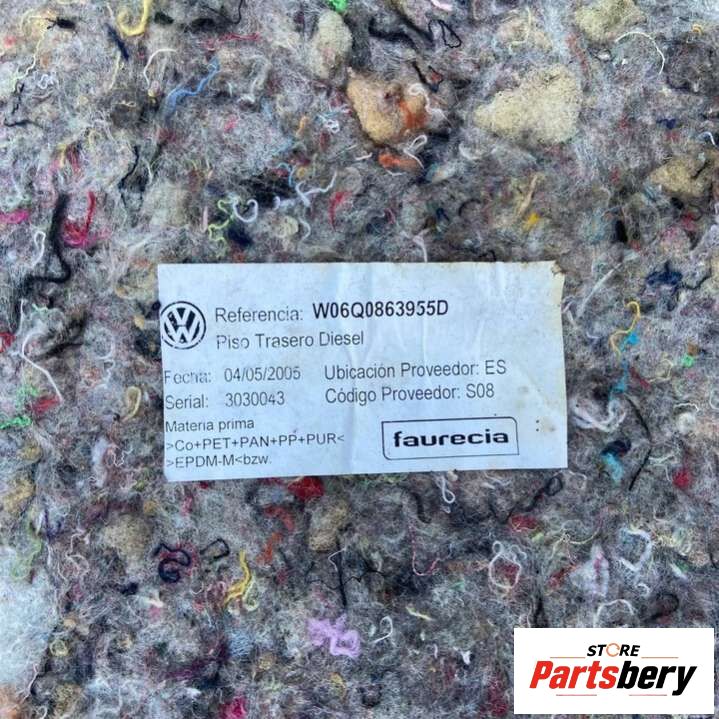 Referencia: W06Q0863955D
Piso Trasero Diesel
Fecha: 04/05/2005 Ubicación Proveedor: ES
Serial: 3030043 Código Proveedor: S08
Materia prima
>Co+PET+PAN+PP+PUR<
>EPDM-M<bzw.
faurecia
STORE
Partsbery